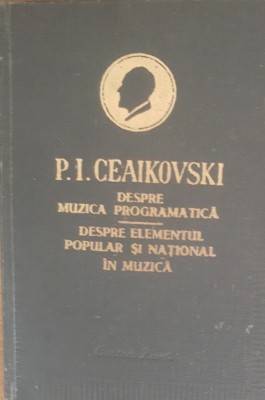 P.I. CEAIKOVSKI
DESPRE
MUZICA PROGRAMATICĂ
DESPRE ELEMENTUL
POPULAR ȘI NAȚIONAL
ÎN MUZICĂ